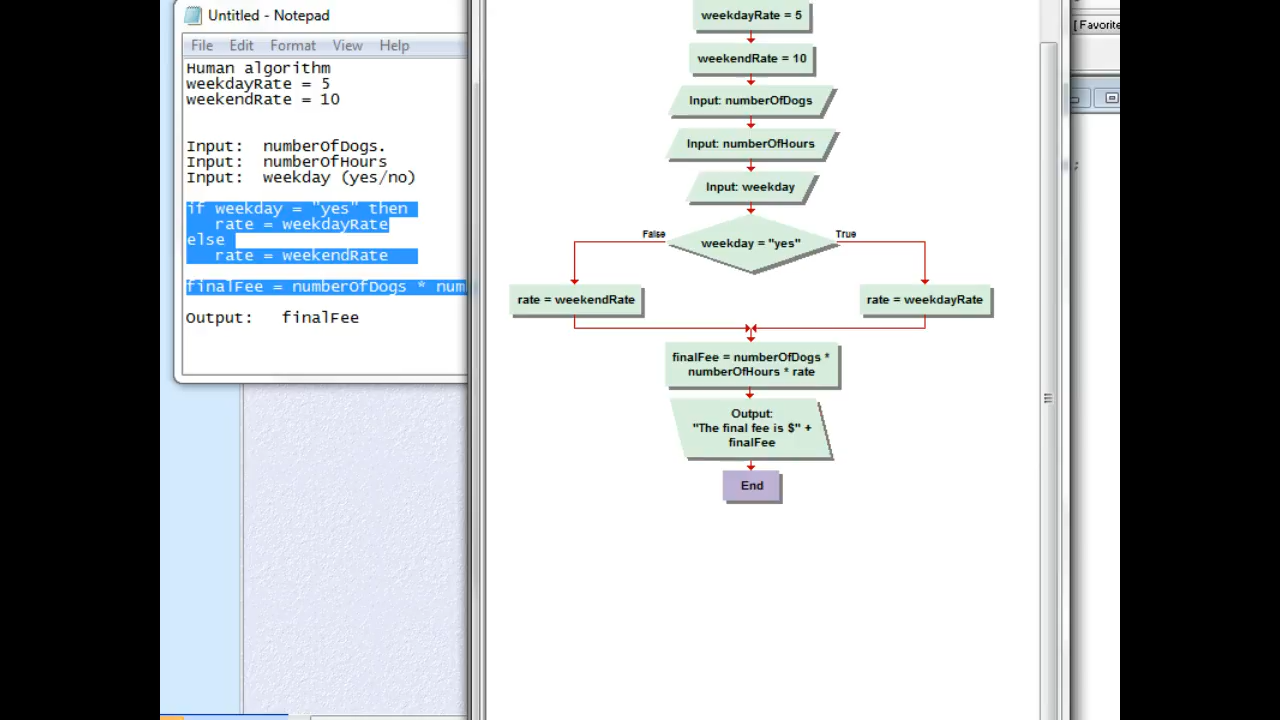 Untitled - Notepad
File Edit Format View Help
Human algorithm
weekdayRate = 5
weekendRate = 10
Input: numberOfDogs.
Input: numberOfHours
Input: weekday (yes/no)
if weekday = "yes" then
rate = weekdayRate
else
rate = weekendRate
finalFee = numberOfDogs * num
Output: finalFee
weekdayRate = 5
weekendRate = 10
Input: numberOfDogs
Input: numberOfHours
Input: weekday
False
weekday = "yes"
True
rate = weekendRate
rate = weekdayRate
finalFee = numberOfDogs *
numberOfHours * rate
Output:
"The final fee is $" +
finalFee
End
[ Favorite